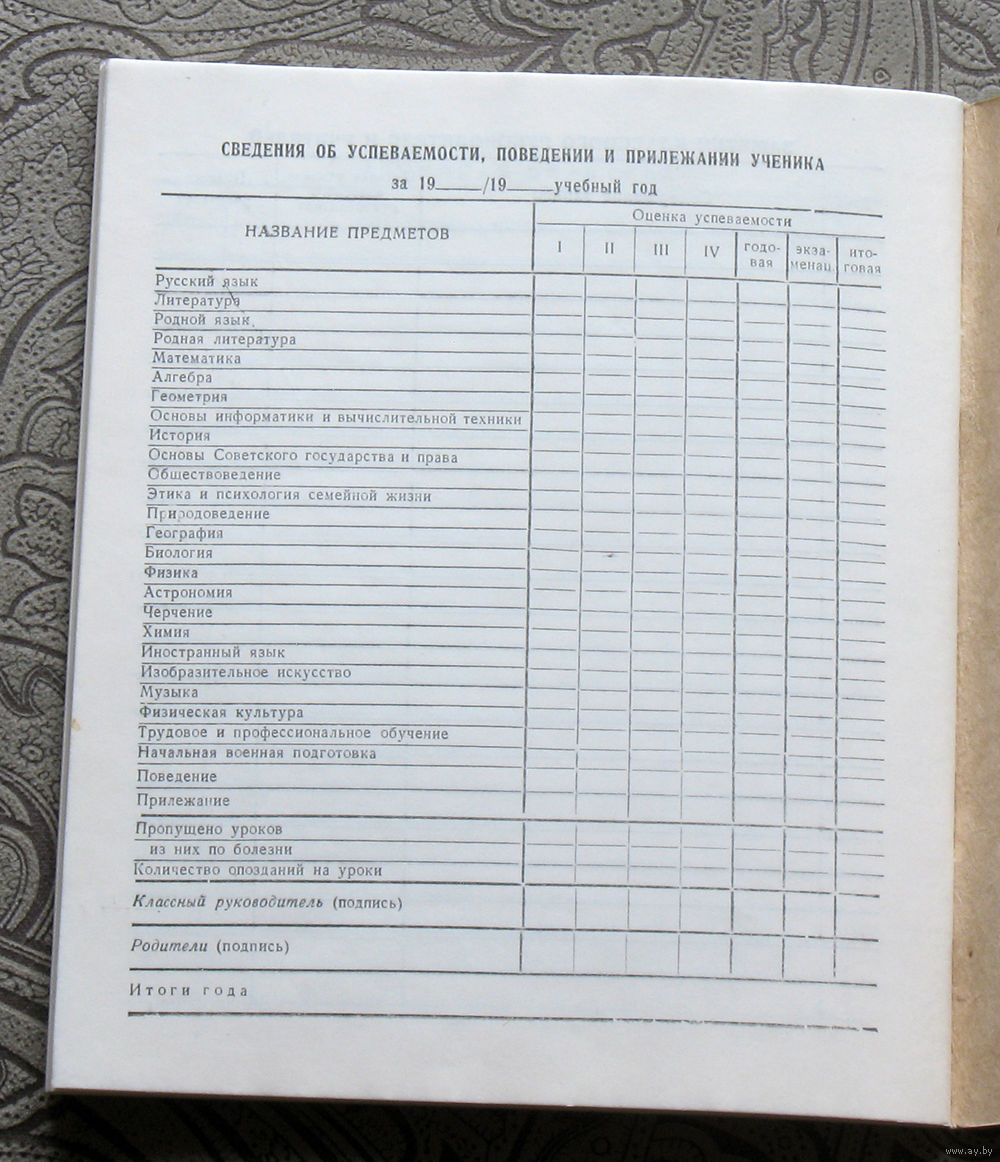 СВЕДЕНИЯ ОБ УСПЕВАЕМОСТИ, ПОВЕДЕНИИ И ПРИЛЕЖАНИИ УЧЕНИКА
за 19____/19____учебный год
НАЗВАНИЕ ПРЕДМЕТОВ
Оценка успеваемости
I II III IV годо-вая экза-менац. ито-говая
Русский язык
Литература
Родной язык
Родная литература
Математика
Алгебра
Геометрия
Основы информатики и вычислительной техники
История
Основы Советского государства и права
Обществоведение
Этика и психология семейной жизни
Природоведение
География
Биология
Физика
Астрономия
Черчение
Химия
Иностранный язык
Изобразительное искусство
Музыка
Физическая культура
Трудовое и профессиональное обучение
Начальная военная подготовка
Поведение
Прилежание
Пропущено уроков
из них по болезни
Количество опозданий на уроки
Классный руководитель (подпись)
Родители (подпись)
Итоги года
www.ay.by